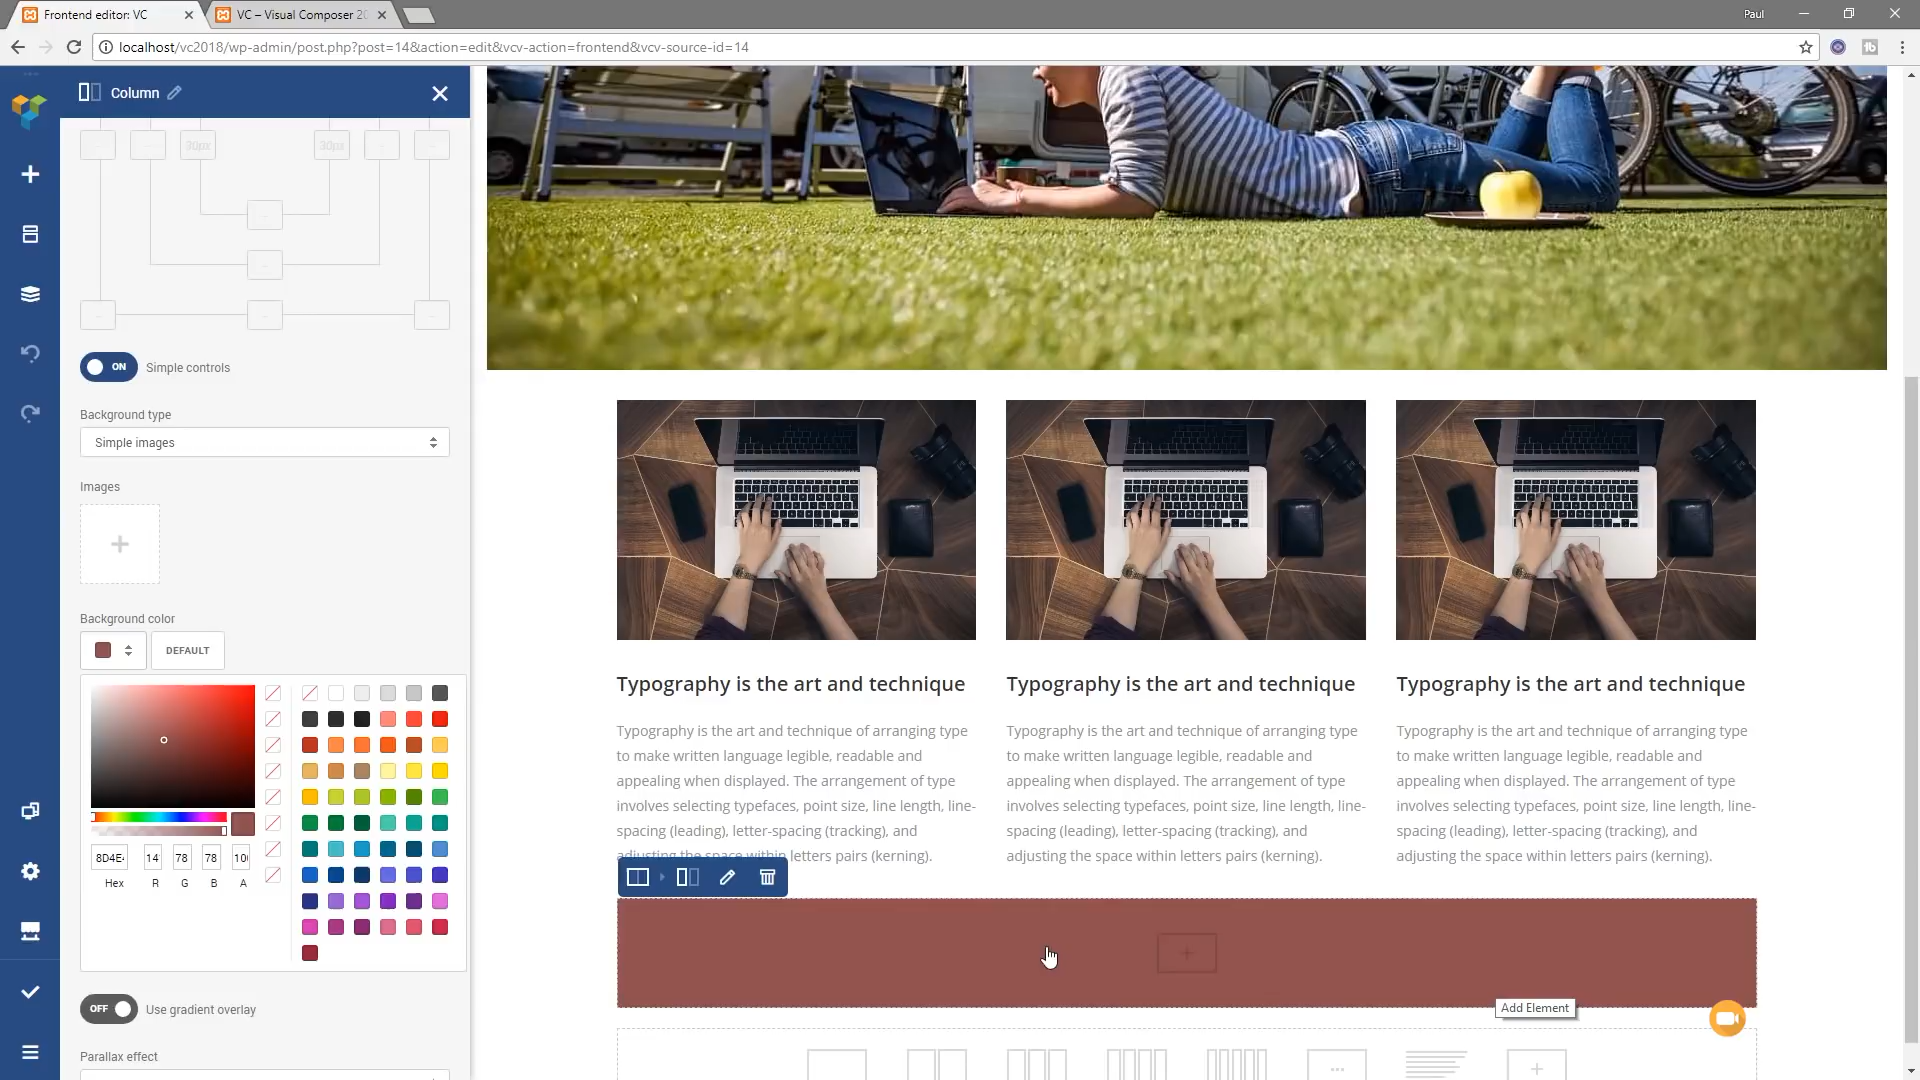 Frontend editor: VC
VC – Visual Composer 20
Paul
localhost/vc2018/wp-admin/post.php?post=14&action=edit&vcv-action=frontend&vcv-source-id=14
Column
30px
30px
ON
Simple controls
Background type
Simple images
Images
Background color
DEFAULT
8D4E
14
78
78
10
Hex
R
G
B
A
OFF
Use gradient overlay
Parallax effect
Typography is the art and technique
Typography is the art and technique of arranging type
to make written language legible, readable and
appealing when displayed. The arrangement of type
involves selecting typefaces, point size, line length, line-
spacing (leading), letter-spacing (tracking), and
adjusting the space within letters pairs (kerning).
Typography is the art and technique
Typography is the art and technique of arranging type
to make written language legible, readable and
appealing when displayed. The arrangement of type
involves selecting typefaces, point size, line length, line-
spacing (leading), letter-spacing (tracking), and
adjusting the space within letters pairs (kerning).
Typography is the art and technique
Typography is the art and technique of arranging type
to make written language legible, readable and
appealing when displayed. The arrangement of type
involves selecting typefaces, point size, line length, line-
spacing (leading), letter-spacing (tracking), and
adjusting the space within letters pairs (kerning).
Add Element